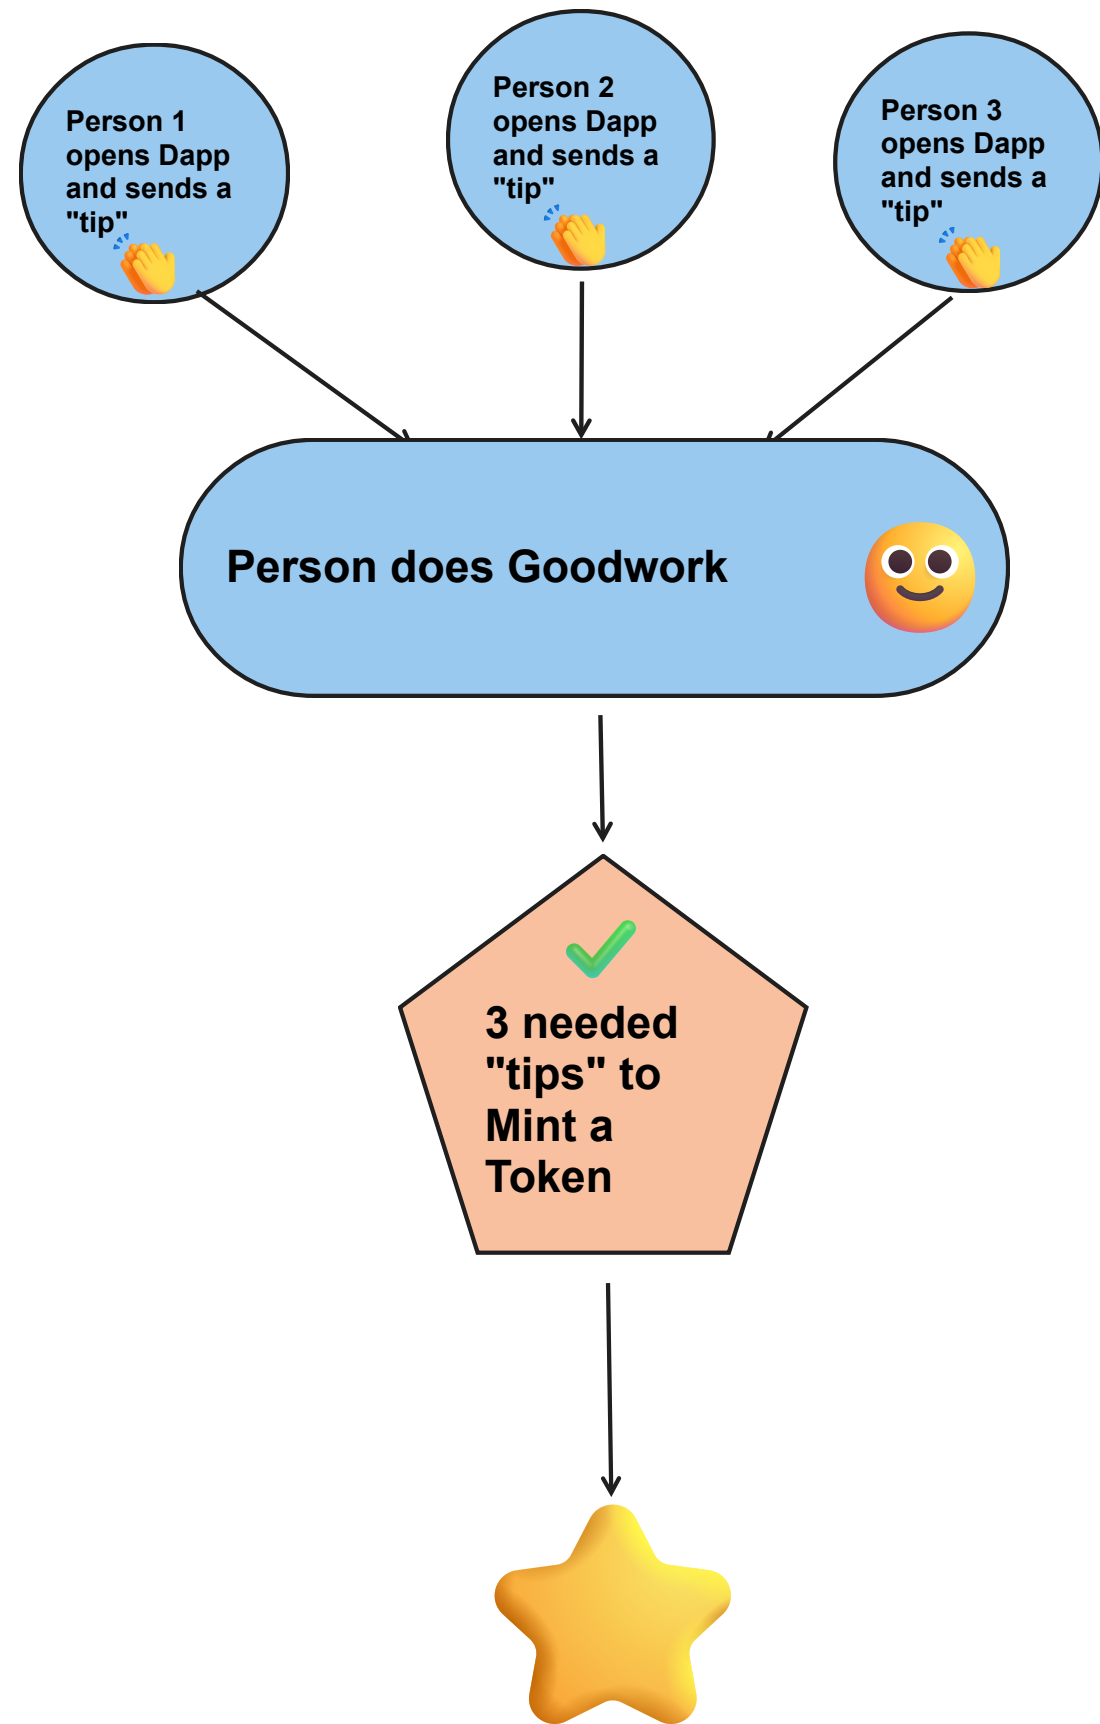 Person 1
opens Dapp
and sends a
"tip"
Person 2
opens Dapp
and sends a
"tip"
Person 3
opens Dapp
and sends a
"tip"
Person does Goodwork
3 needed
"tips" to
Mint a
Token